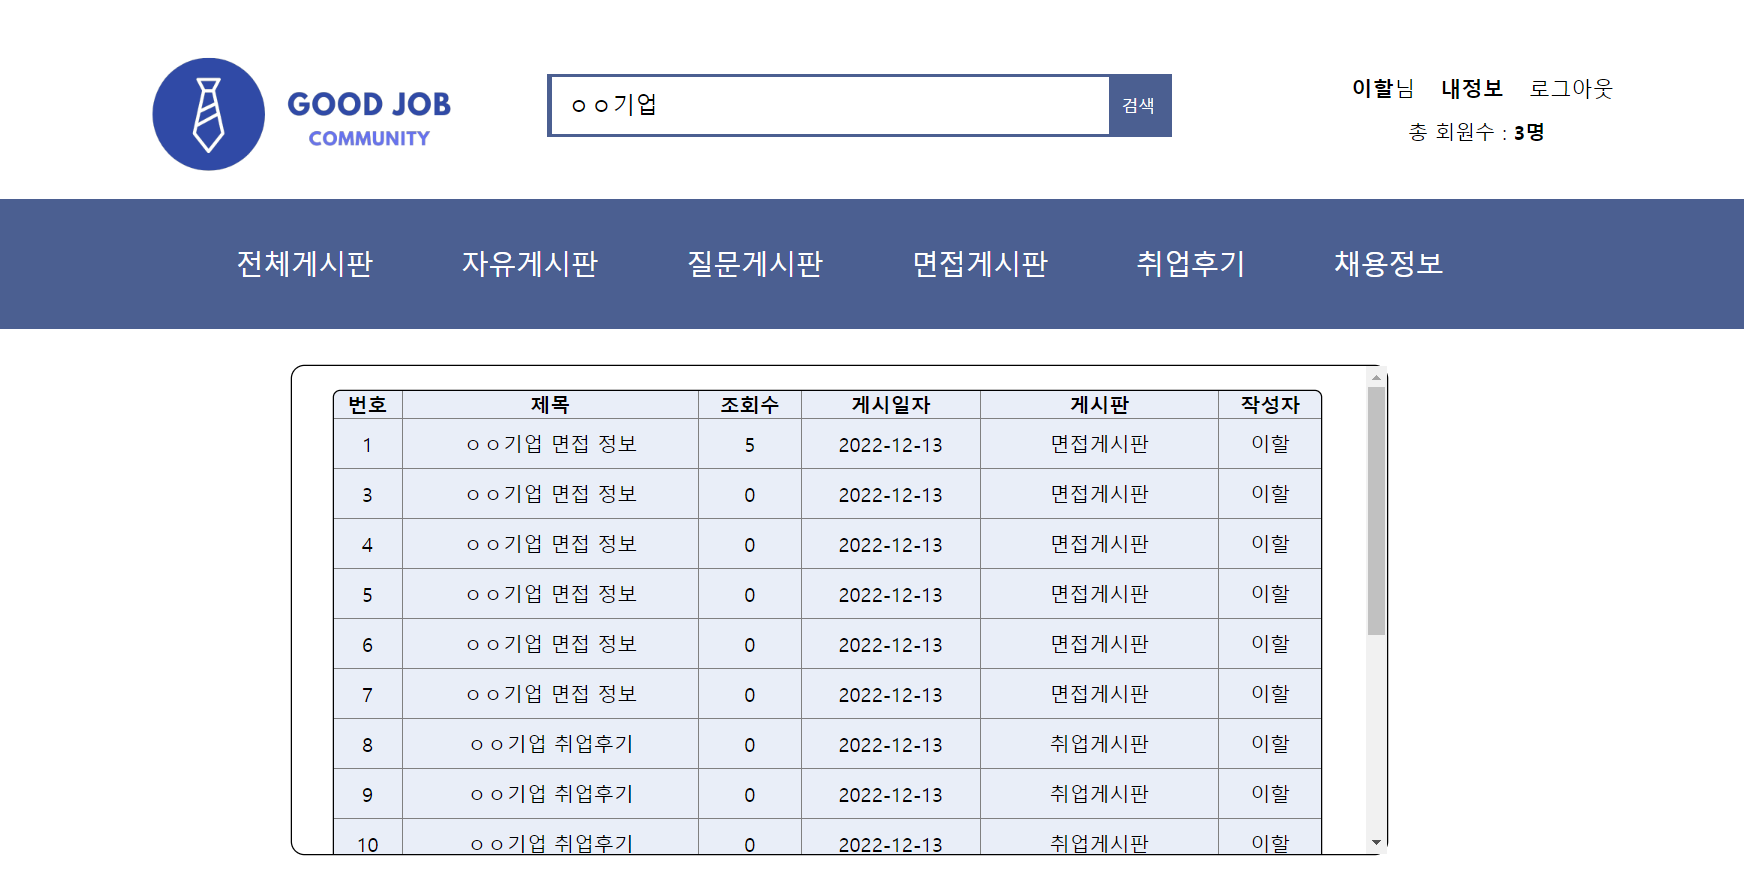 GOOD JOB
COMMUNITY
ㅇㅇ기업 검색
이할님 내정보 로그아웃
총 회원수 : 3명
전체게시판 자유게시판 질문게시판 면접게시판 취업후기 채용정보
번호 제목 조회수 게시일자 게시판 작성자
1 ㅇㅇ기업 면접 정보 5 2022-12-13 면접게시판 이할
3 ㅇㅇ기업 면접 정보 0 2022-12-13 면접게시판 이할
4 ㅇㅇ기업 면접 정보 0 2022-12-13 면접게시판 이할
5 ㅇㅇ기업 면접 정보 0 2022-12-13 면접게시판 이할
6 ㅇㅇ기업 면접 정보 0 2022-12-13 면접게시판 이할
7 ㅇㅇ기업 면접 정보 0 2022-12-13 면접게시판 이할
8 ㅇㅇ기업 취업후기 0 2022-12-13 취업게시판 이할
9 ㅇㅇ기업 취업후기 0 2022-12-13 취업게시판 이할
10 ㅇㅇ기업 취업후기 0 2022-12-13 취업게시판 이할